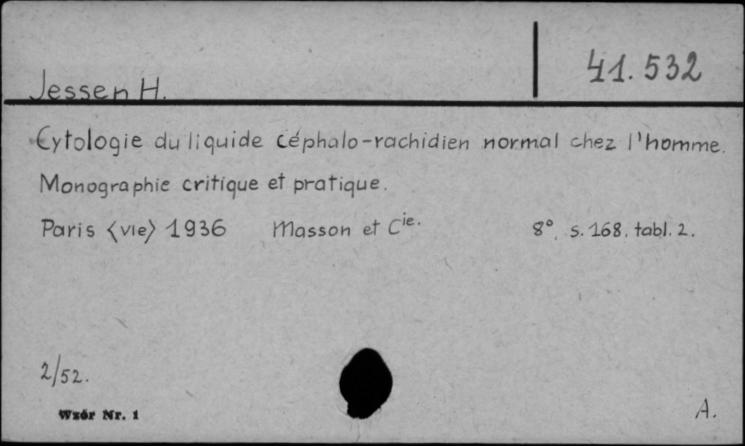 41.532
Jessen H.
Cytologie du liquide céphalo-rachidien normal chez l'homme.
Monographie critique et pratique.
Paris <VIe> 1936 Masson et Cie. 8°. s. 168. tabl. 2.
2/52.
Wzór Nr. 1
A.